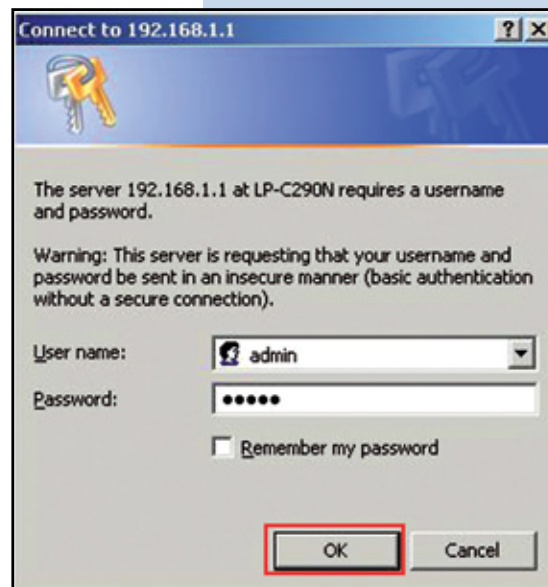 Connect to 192.168.1.1
The server 192.168.1.1 at LP-C290N requires a username
and password.
Warning: This server is requesting that your username and
password be sent in an insecure manner (basic authentication
without a secure connection).
User name:
admin
Password:
●●●●●
Remember my password
OK
Cancel